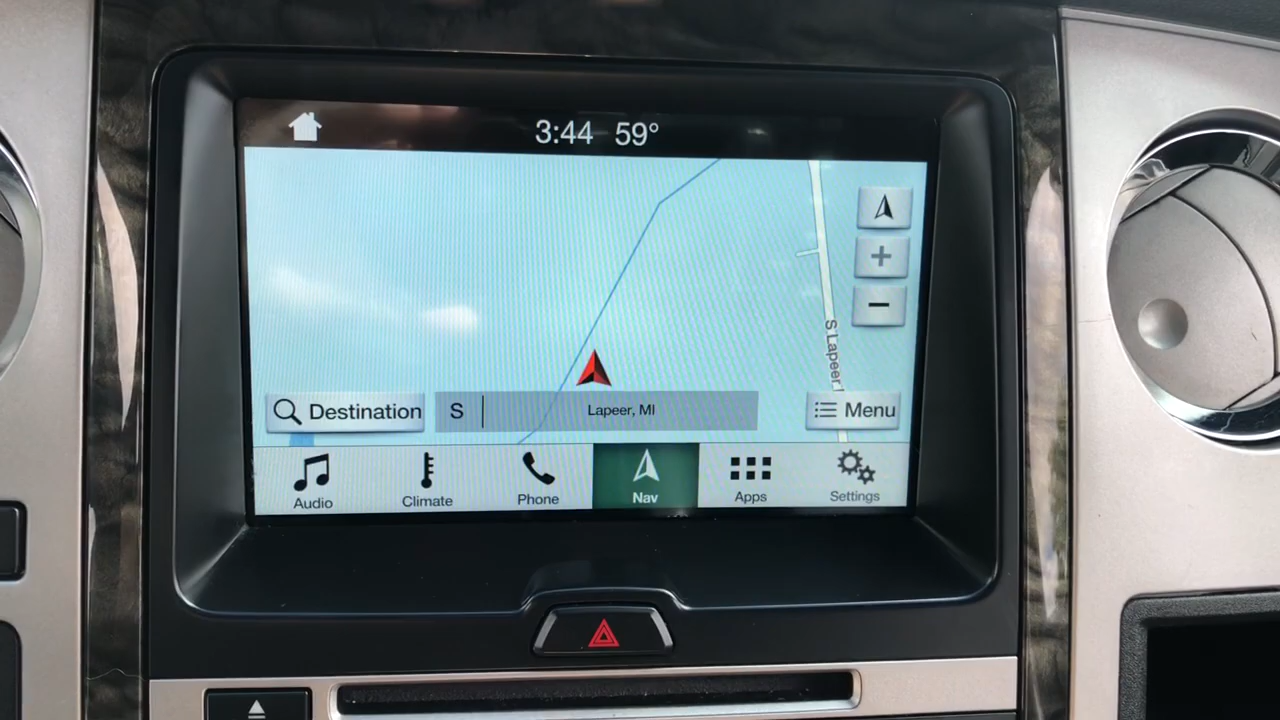 3:44 59°
S Lapeer
Destination
S
Lapeer, MI
Menu
Audio
Climate
Phone
Nav
Apps
Settings